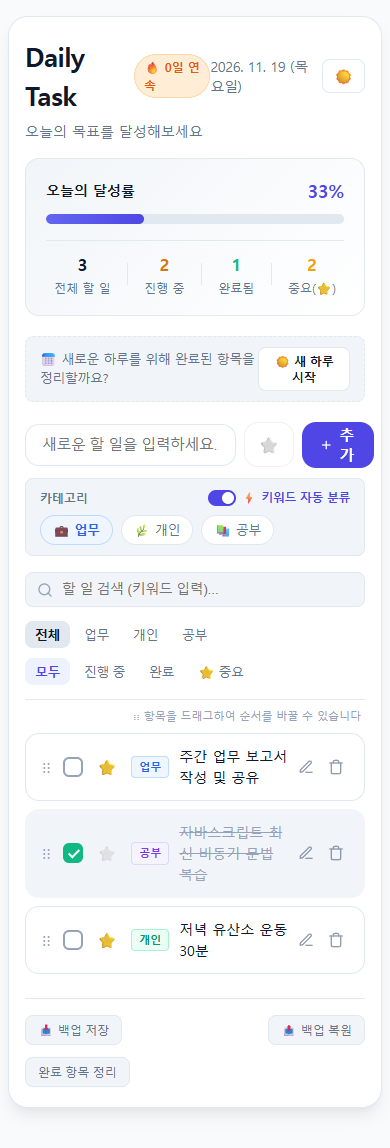 Daily
Task
🔥 0일 연
속
2026. 11. 19 (목
요일)
오늘의 목표를 달성해보세요
오늘의 달성률
33%
3
2
1
2
전체 할 일
진행 중
완료됨
중요(⭐)
새로운 하루를 위해 완료된 항목을
정리할까요?
새 하루
시작
새로운 할 일을 입력하세요.
+ 추
가
카테고리
키워드 자동 분류
업무
개인
공부
할 일 검색 (키워드 입력)...
전체
업무
개인
공부
모두
진행 중
완료
⭐ 중요
항목을 드래그하여 순서를 바꿀 수 있습니다
업무
주간 업무 보고서
작성 및 공유
공부
자바스크립트 최
신 비동기 문법
복습
개인
저녁 유산소 운동
30분
백업 저장
백업 복원
완료 항목 정리